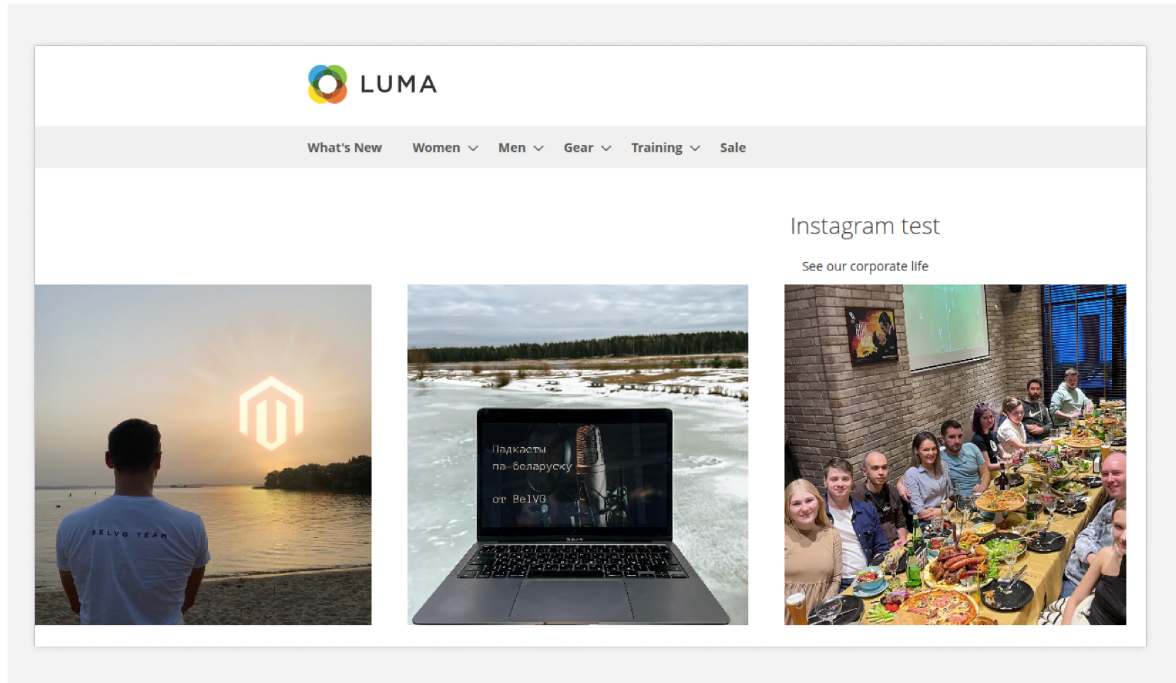 LUMA
What's New Women Men Gear Training Sale
Instagram test
See our corporate life
BELVG TEAM
Падкасты
па-беларуску
от BelVG